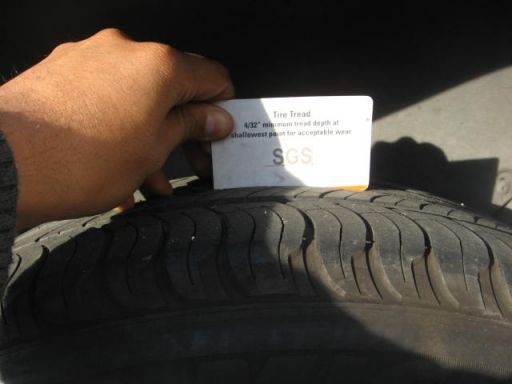 Tire Tread
4/32" minimum tread depth at
shallowest point for acceptable wear
SGS